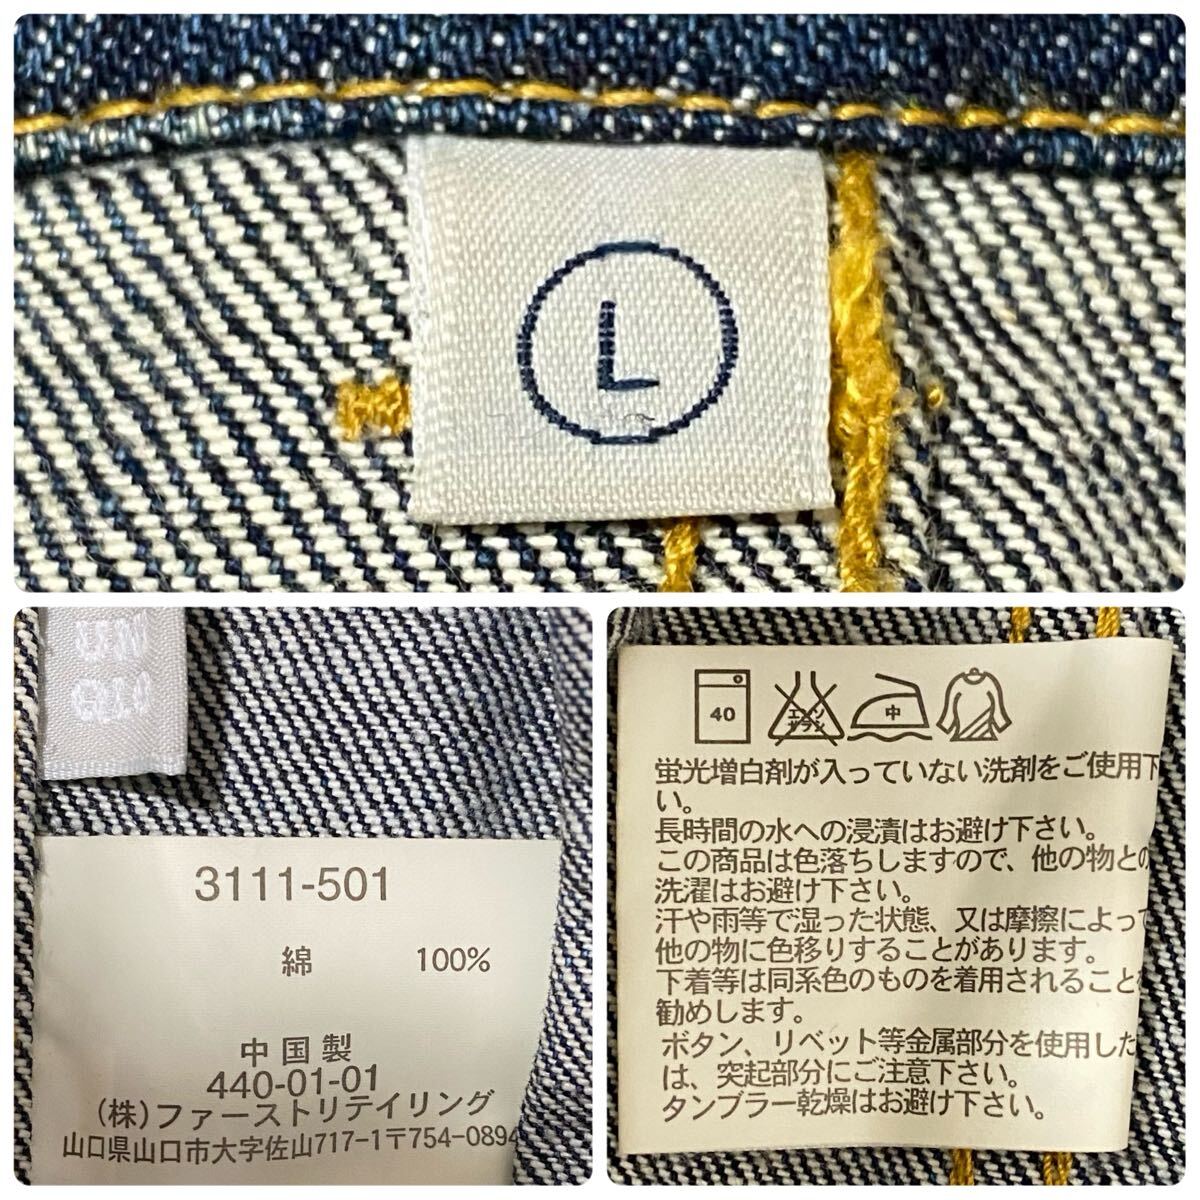 L
UN
3111-501
綿 100%
中国製
440-01-01
(株)ファーストリテイリング
山口県山口市大字佐山717-1〒754-0894
40
エンソ
サラシ
中
蛍光増白剤が入っていない洗剤をご使用下
い。
長時間の水への浸漬はお避け下さい。
この商品は色落ちしますので、他の物との
洗濯はお避け下さい。
汗や雨等で湿った状態、又は摩擦によって
他の物に色移りすることがあります。
下着等は同系色のものを着用されることを
勧めします。
ボタン、リベット等金属部分を使用した
は、突起部分にご注意下さい。
タンブラー乾燥はお避け下さい。